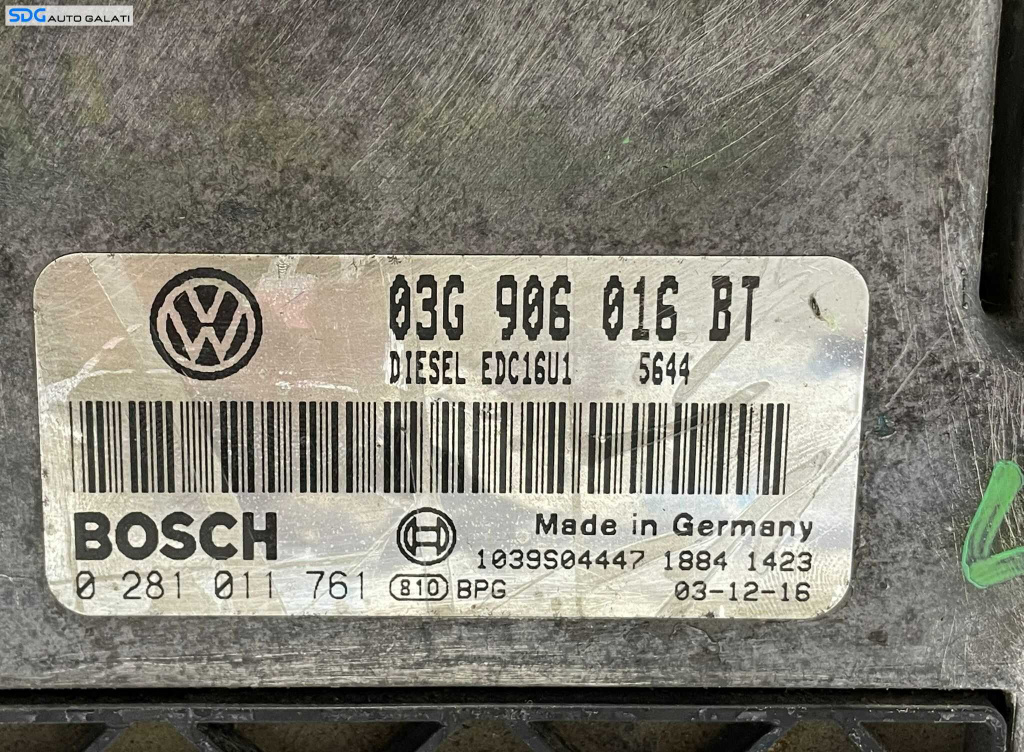 SDG AUTO GALATI
VW
03G 906 016 BT
DIESEL EDC16U1 5644
BOSCH
Made in Germany
1039S04447 1884 1423
0 281 011 761 810 BPG
03-12-16